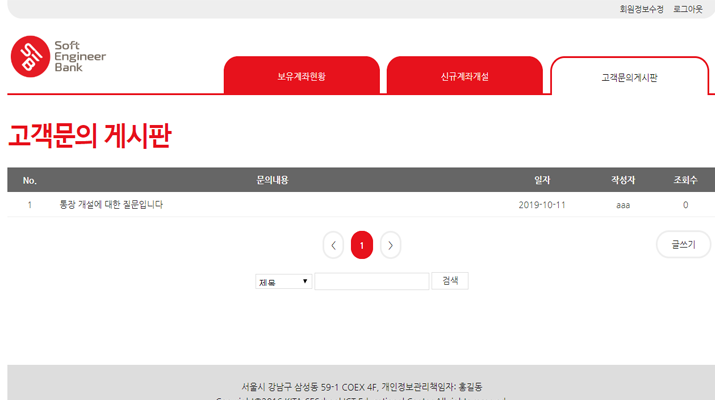 회원정보수정 로그아웃
Soft
Engineer
Bank
보유계좌현황 신규계좌개설 고객문의게시판
고객문의 게시판
No. 문의내용 일자 작성자 조회수
1 통장 개설에 대한 질문입니다 2019-10-11 aaa 0
< 1 > 글쓰기
제목 검색
서울시 강남구 삼성동 59-1 COEX 4F, 개인정보관리책임자: 홍길동